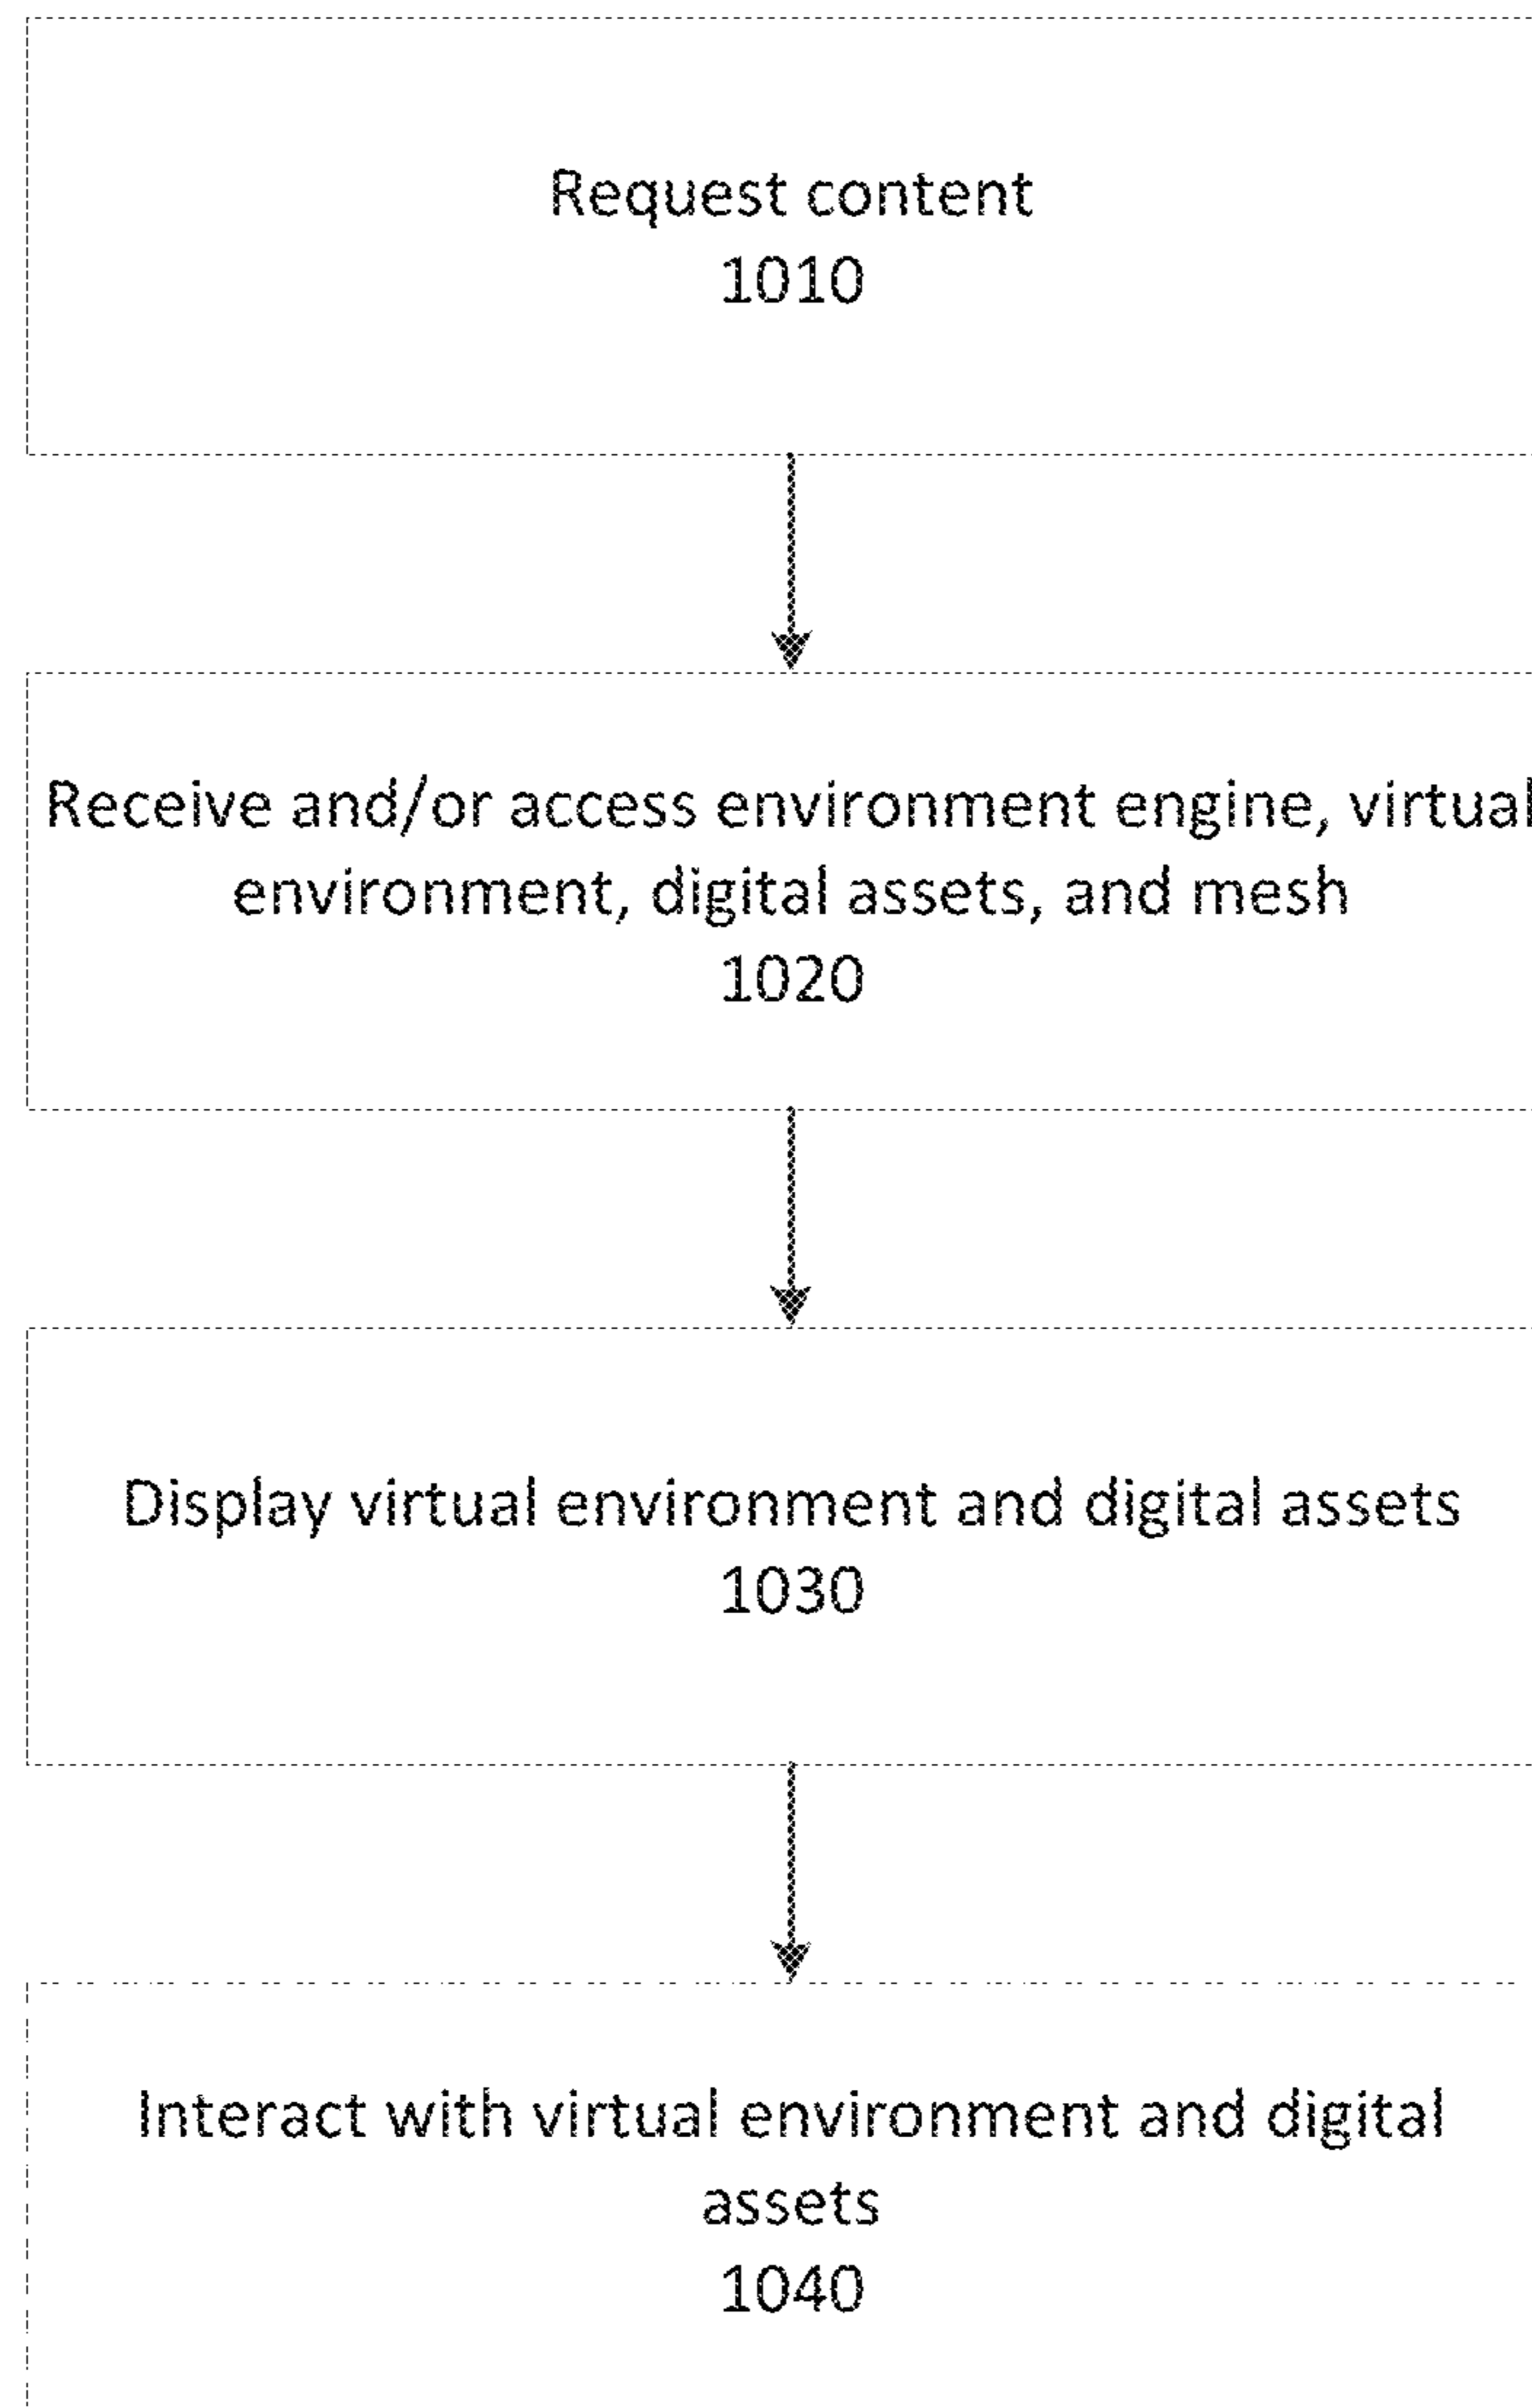 Request content
1010
Receive and/or access environment engine, virtual
environment, digital assets, and mesh
1020
Display virtual environment and digital assets
1030
Interact with virtual environment and digital
assets
1040